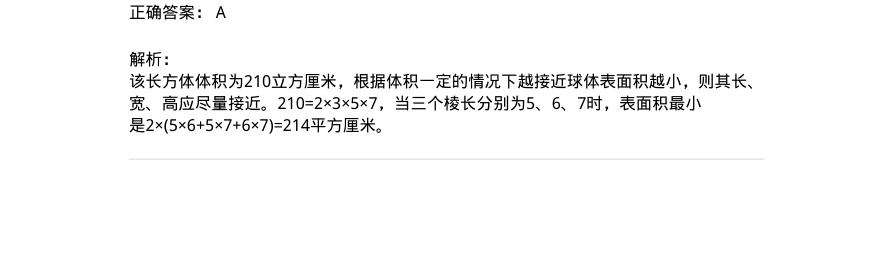 正确答案： A
解析：
该长方体体积为210立方厘米，根据体积一定的情况下越接近球体表面积越小，则其长、
宽、高应尽量接近。210=2×3×5×7，当三个棱长分别为5、6、7时，表面积最小
是2×(5×6+5×7+6×7)=214平方厘米。